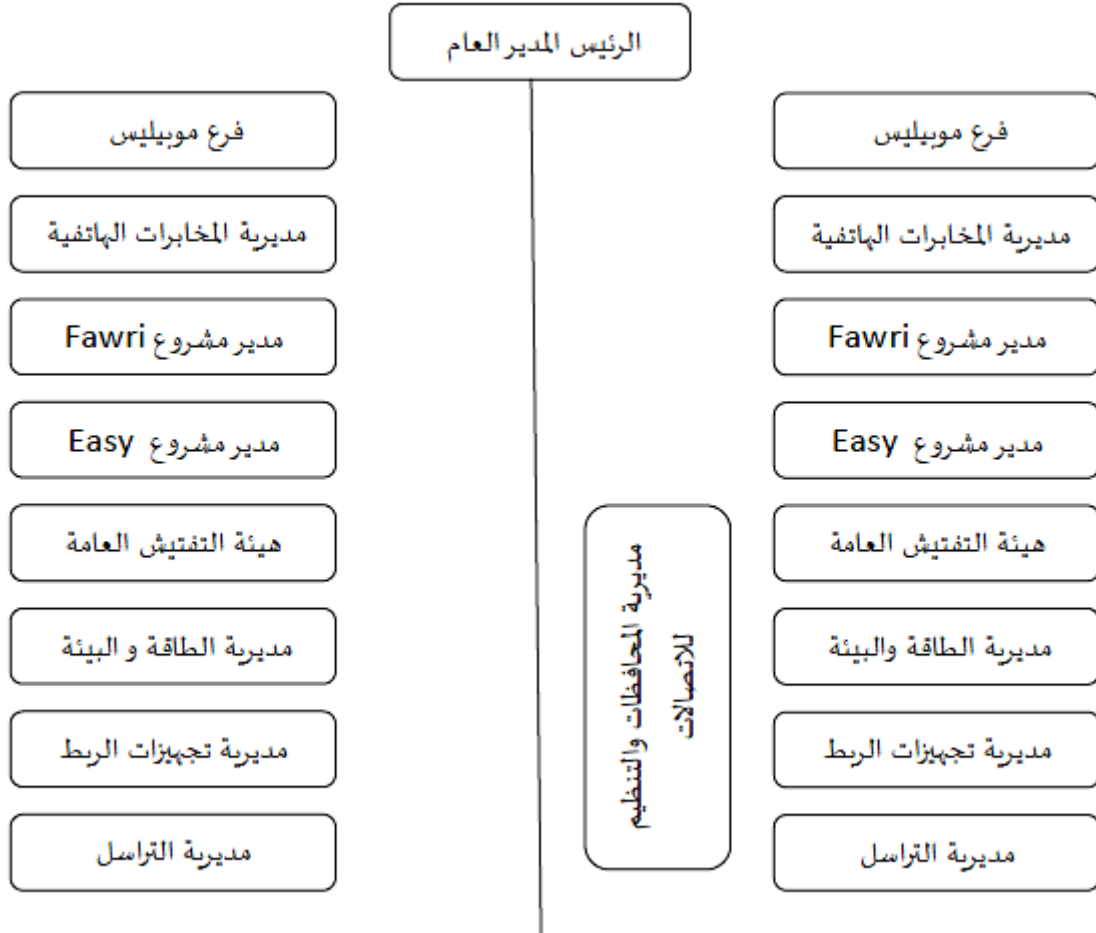 الرئيس المدير العام
فرع موبيليس
مديرية المخابرات الهاتفية
مدير مشروع Fawri
مدير مشروع Easy
هيئة التفتيش العامة
مديرية الطاقة والبيئة
مديرية تجهيزات الربط
مديرية التراسل
مديرية المحافظات والتنظيم
للاتصالات
فرع موبيليس
مديرية المخابرات الهاتفية
مدير مشروع Fawri
مدير مشروع Easy
هيئة التفتيش العامة
مديرية الطاقة و البيئة
مديرية تجهيزات الربط
مديرية التراسل